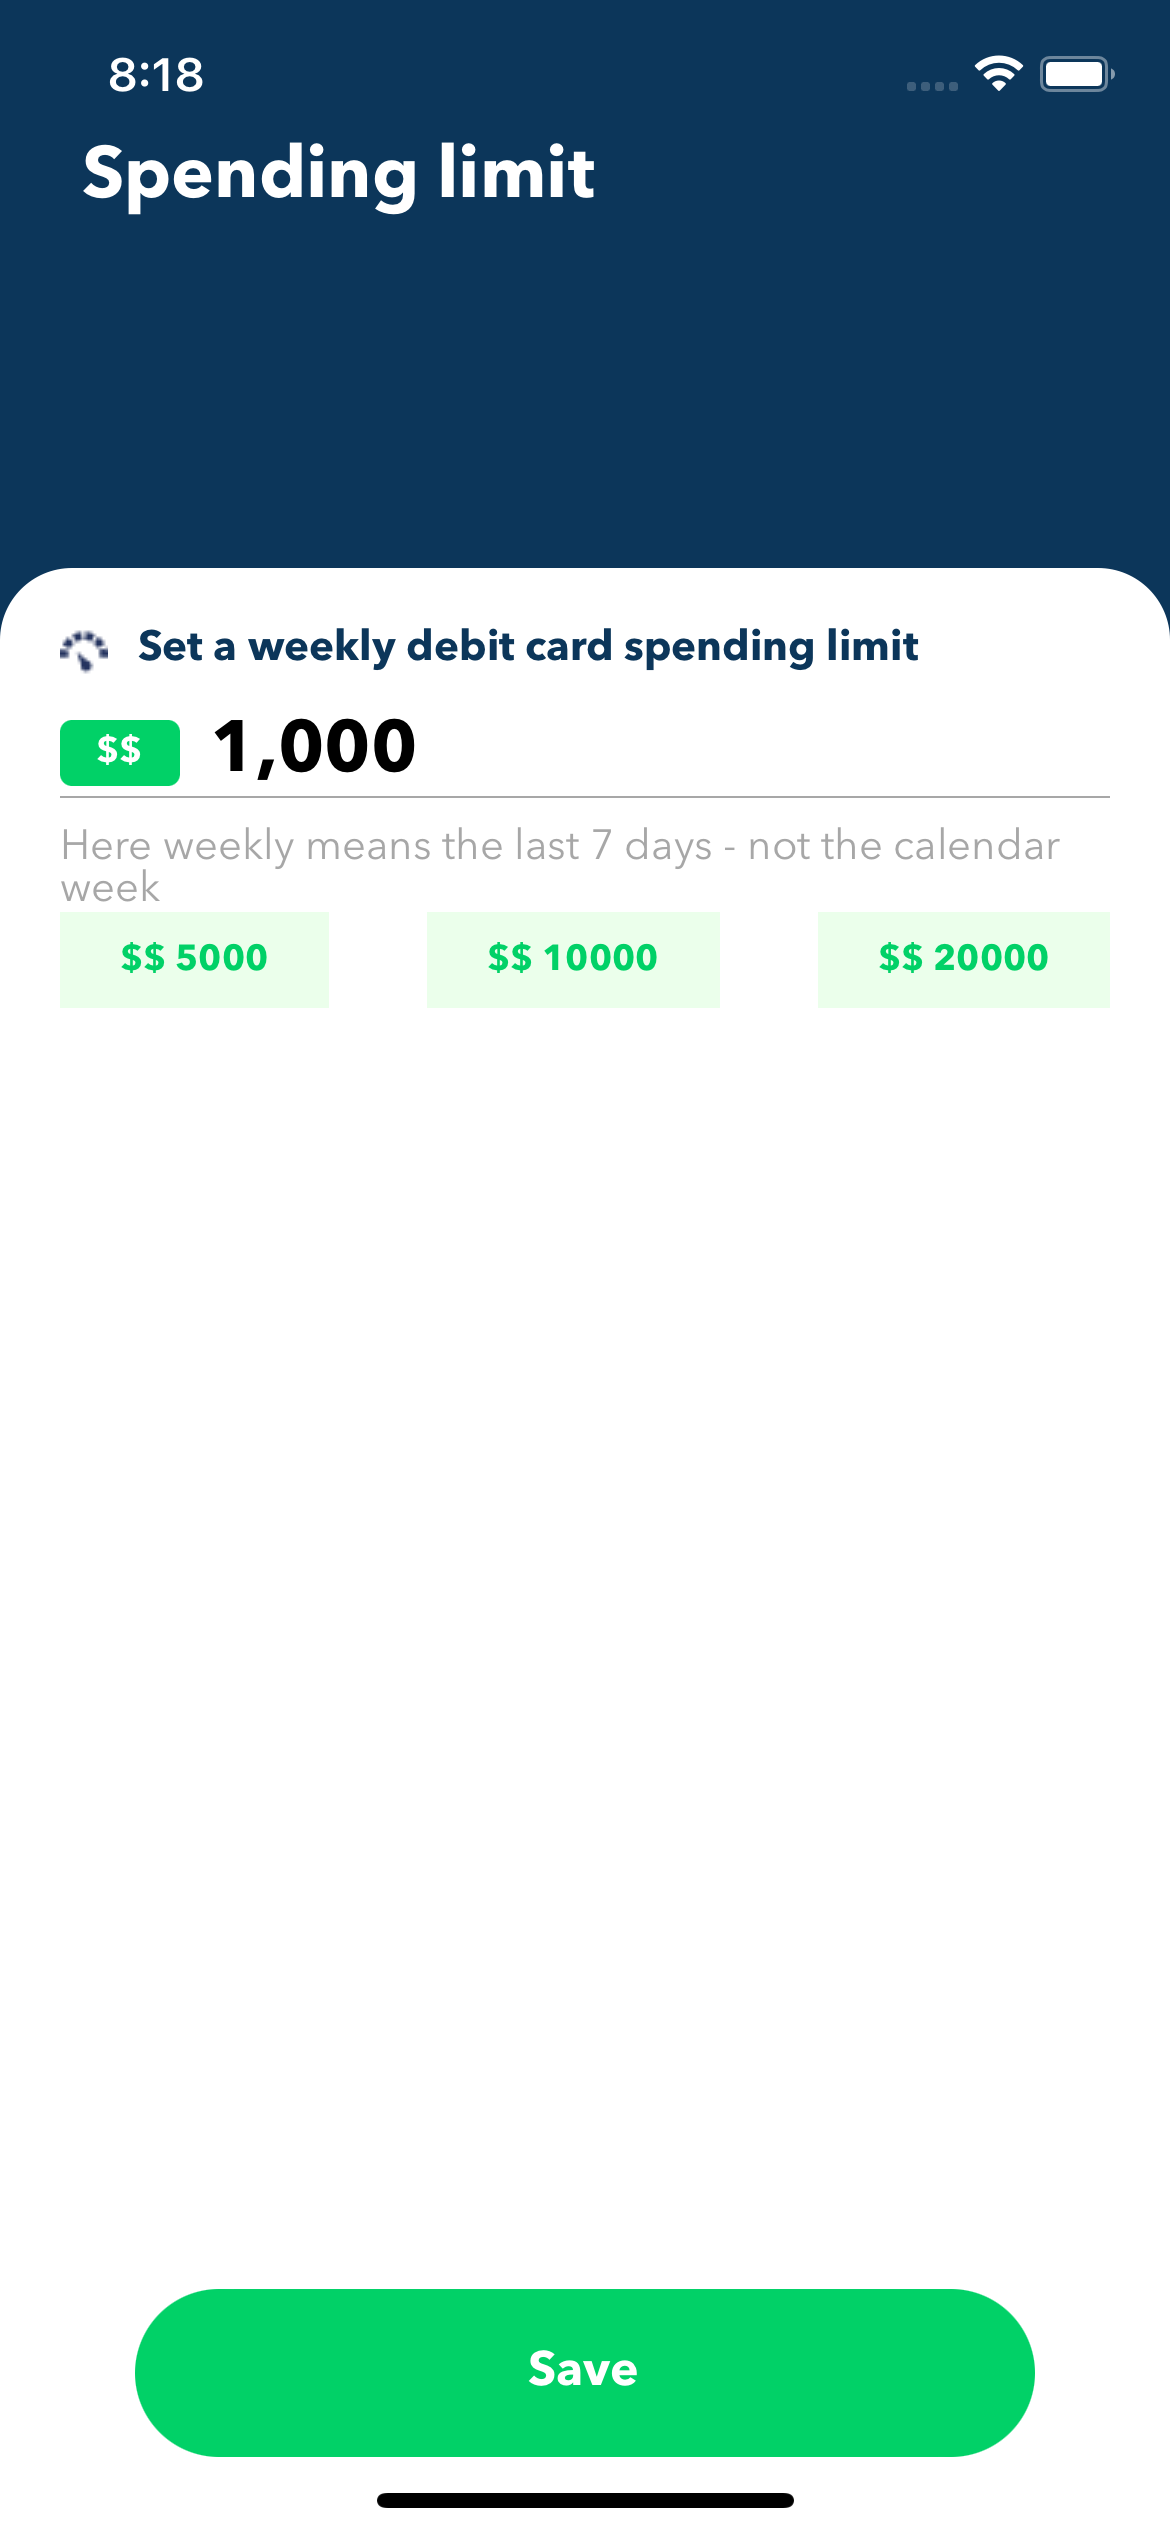 8:18
Spending limit
Set a weekly debit card spending limit
$$ 1,000
Here weekly means the last 7 days - not the calendar
week
$$ 5000 $$ 10000 $$ 20000
Save